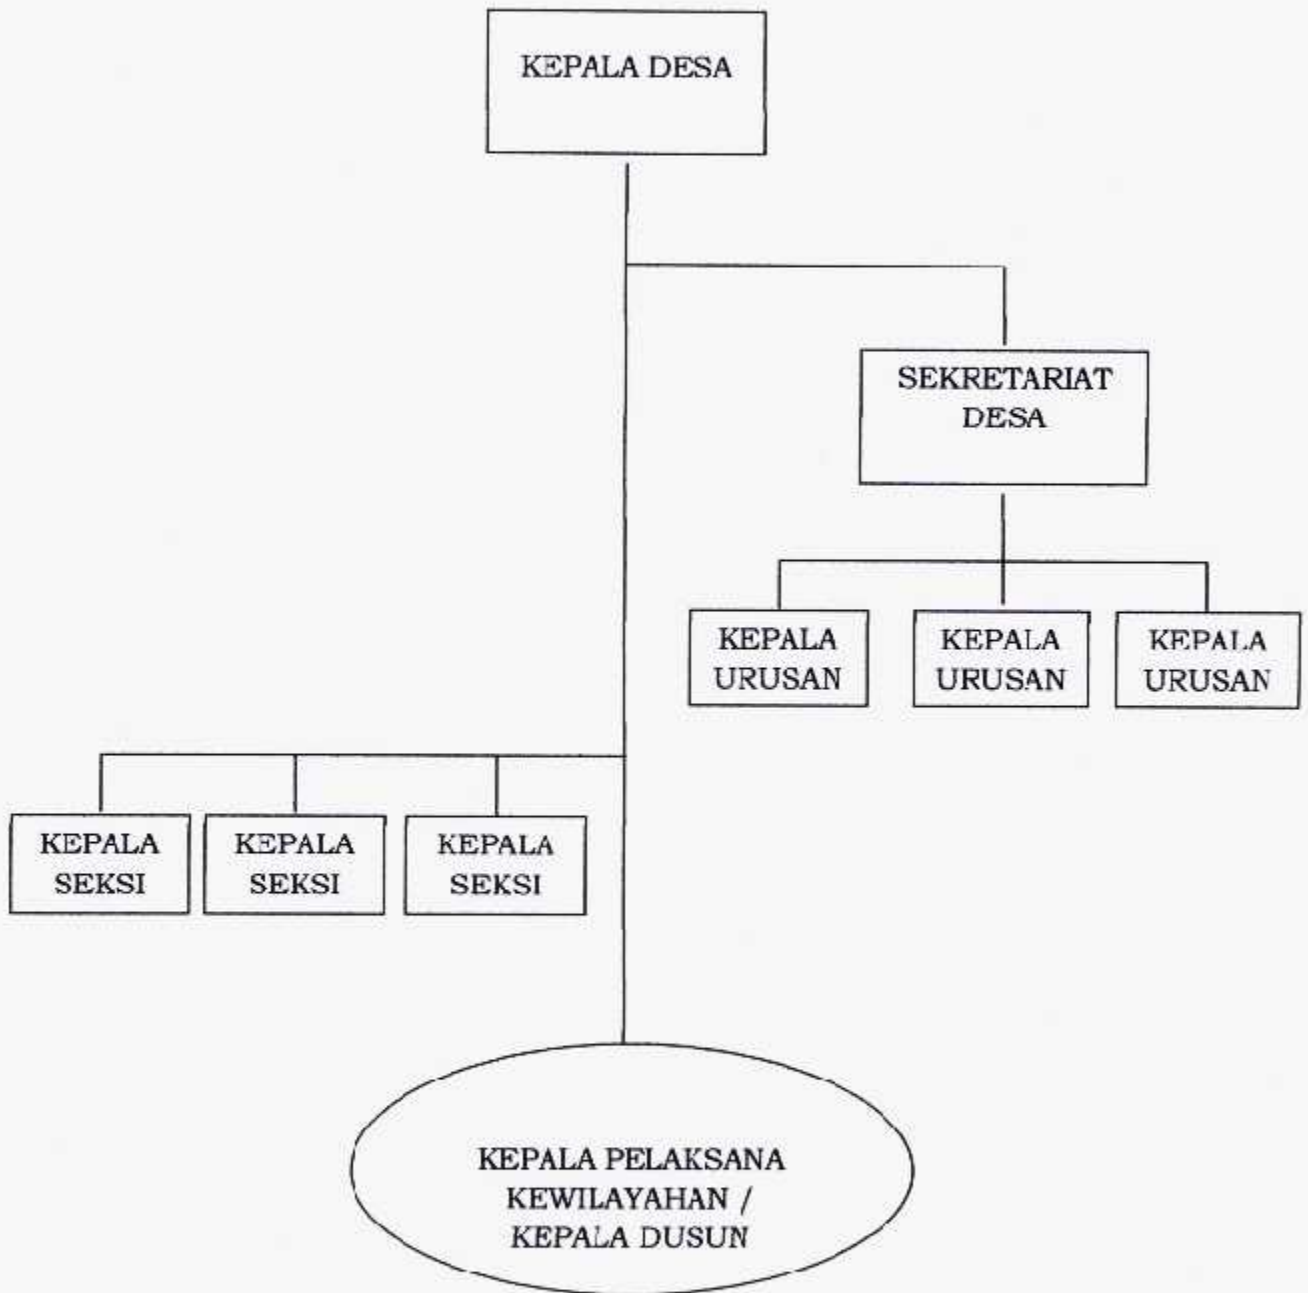 KEPALA DESA
SEKRETARIAT
DESA
KEPALA
URUSAN
KEPALA
URUSAN
KEPALA
URUSAN
KEPALA
SEKSI
KEPALA
SEKSI
KEPALA
SEKSI
KEPALA PELAKSANA
KEWILAYAHAN /
KEPALA DUSUN